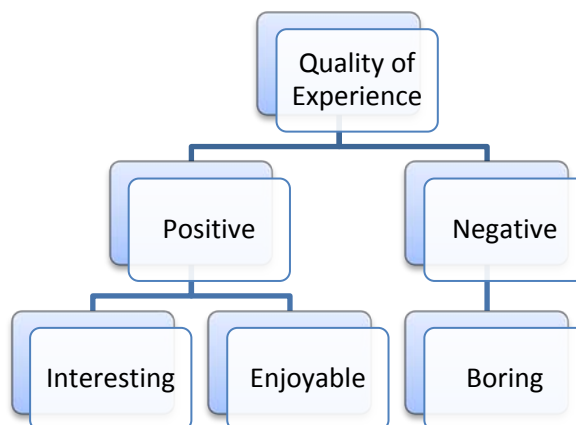 Quality of
Experience
Positive
Negative
Interesting
Enjoyable
Boring